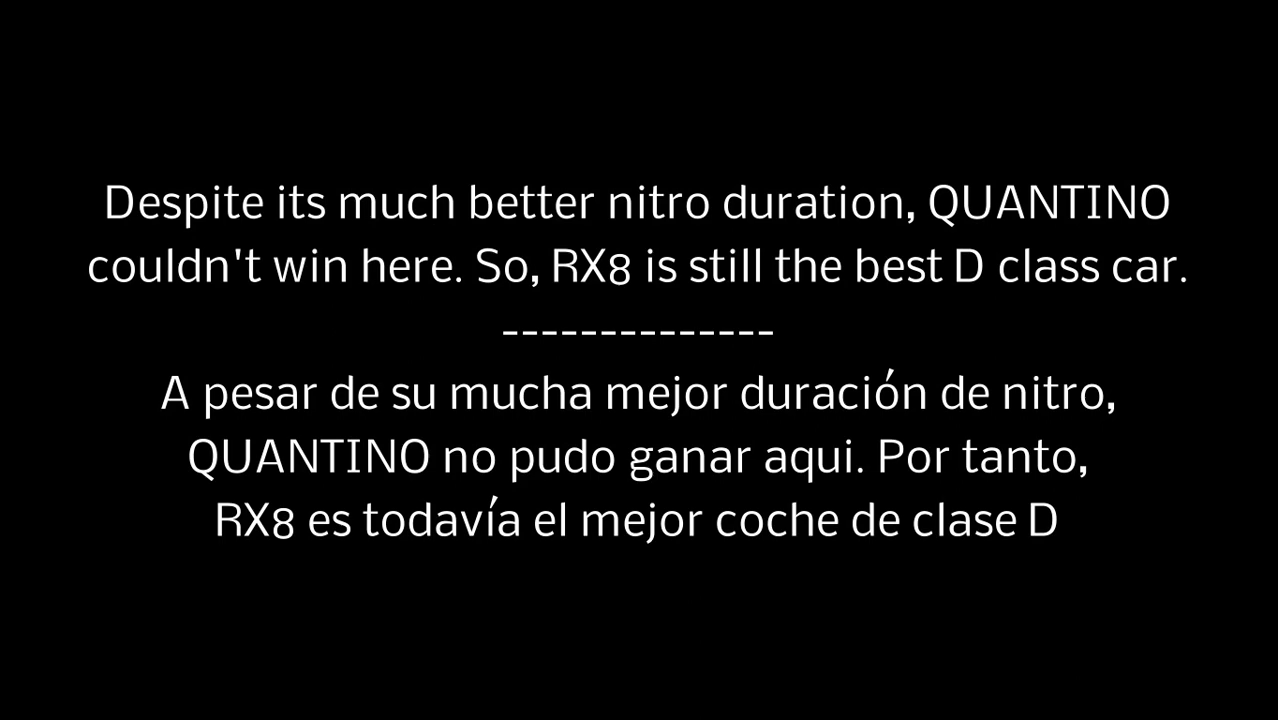 Despite its much better nitro duration, QUANTINO
couldn't win here. So, RX8 is still the best D class car.
--------------
A pesar de su mucha mejor duración de nitro,
QUANTINO no pudo ganar aqui. Por tanto,
RX8 es todavía el mejor coche de clase D